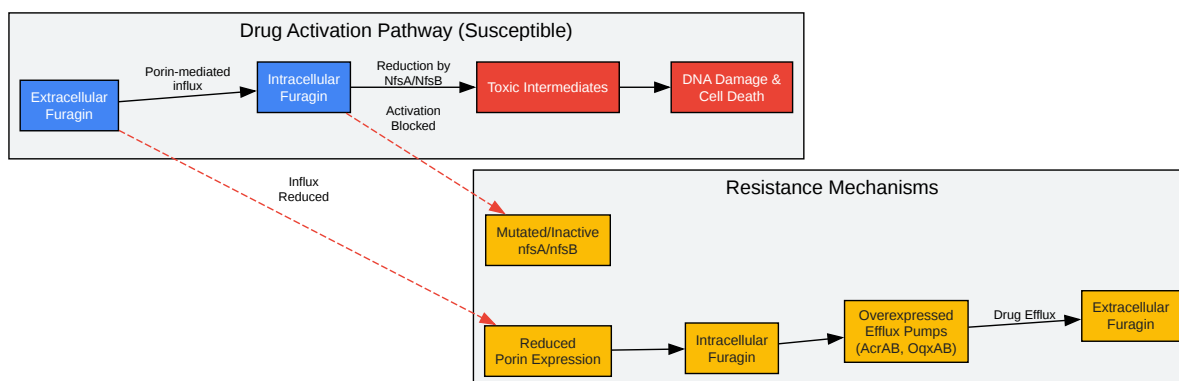 Drug Activation Pathway (Susceptible)
Extracellular
Furagin
Porin-mediated
influx
Intracellular
Furagin
Reduction by
NfsA/NfsB
Toxic Intermediates
DNA Damage &
Cell Death
Activation
Blocked
Influx
Reduced
Resistance Mechanisms
Mutated/Inactive
nfsA/nfsB
Reduced
Porin Expression
Intracellular
Furagin
Overexpressed
Efflux Pumps
(AcrAB, OqxAB)
Drug Efflux
Extracellular
Furagin